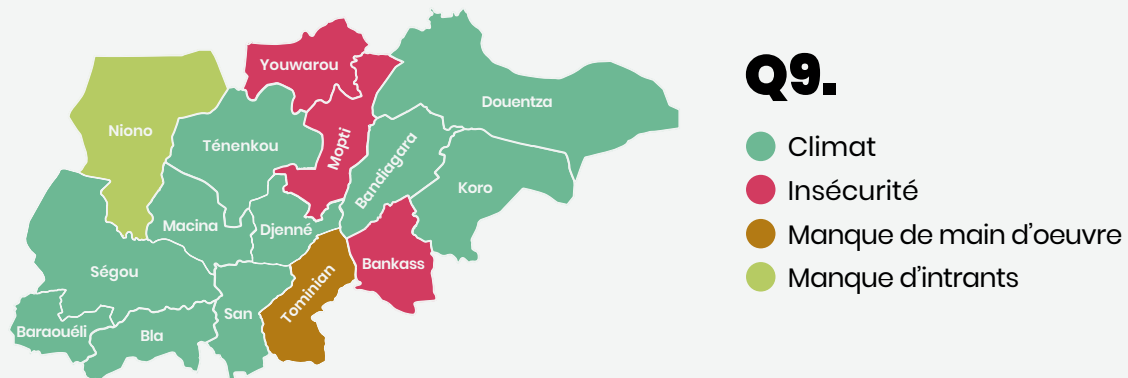 Youwarou
Douentza
Niono
Ténenkou
Mopti
Bandiagara
Koro
Macina
Djenné
Ségou
Tominian
Bankass
San
Baraouéli
Bla
Q9.
Climat
Insécurité
Manque de main d'oeuvre
Manque d'intrants